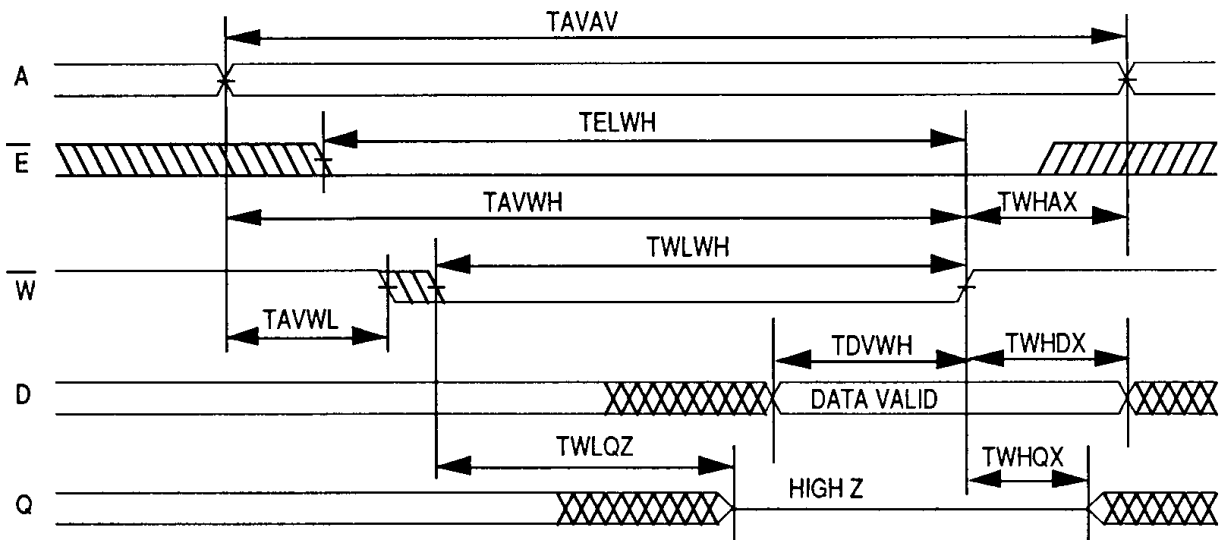 TAVAV
A
TELWH
E̅
TAVWH
TWHAX
TWLWH
W̅
TAVWL
TDVWH
TWHDX
D
DATA VALID
TWLQZ
TWHQX
HIGH Z
Q